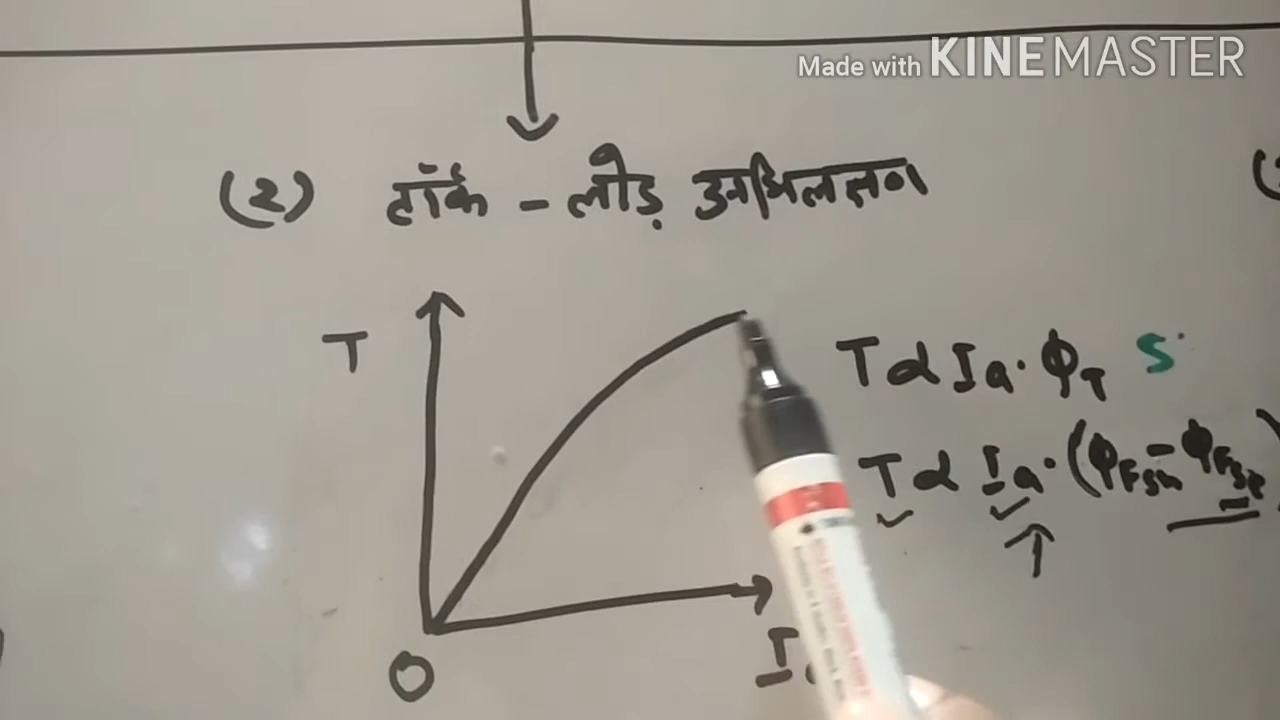 Made with KINEMASTER
(2) टॉर्क - लोड़ अभिलक्षण
T
T α Ia · φT S
T α Ia · (φFSh - φFSe
O